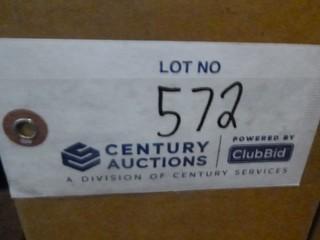 LOT NO
572
CENTURY AUCTIONS
POWERED BY
ClubBid
A DIVISION OF CENTURY SERVICES